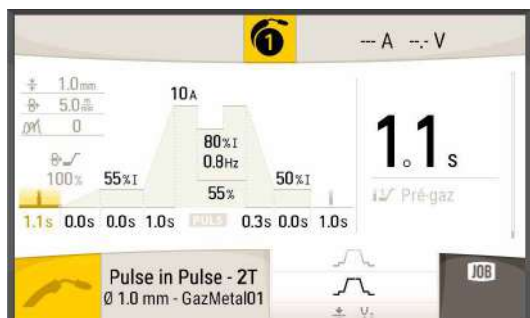 1
--- A --.- V
1.0mm
5.0 m/min
0
100%
10A
80%I
0.8Hz
55%I
55%
50%I
1.1s 0.0s 0.0s 1.0s PULS 0.3s 0.0s 1.0s
1.1s
Pré-gaz
Pulse in Pulse - 2T
Ø 1.0 mm - GazMetal01
JOB